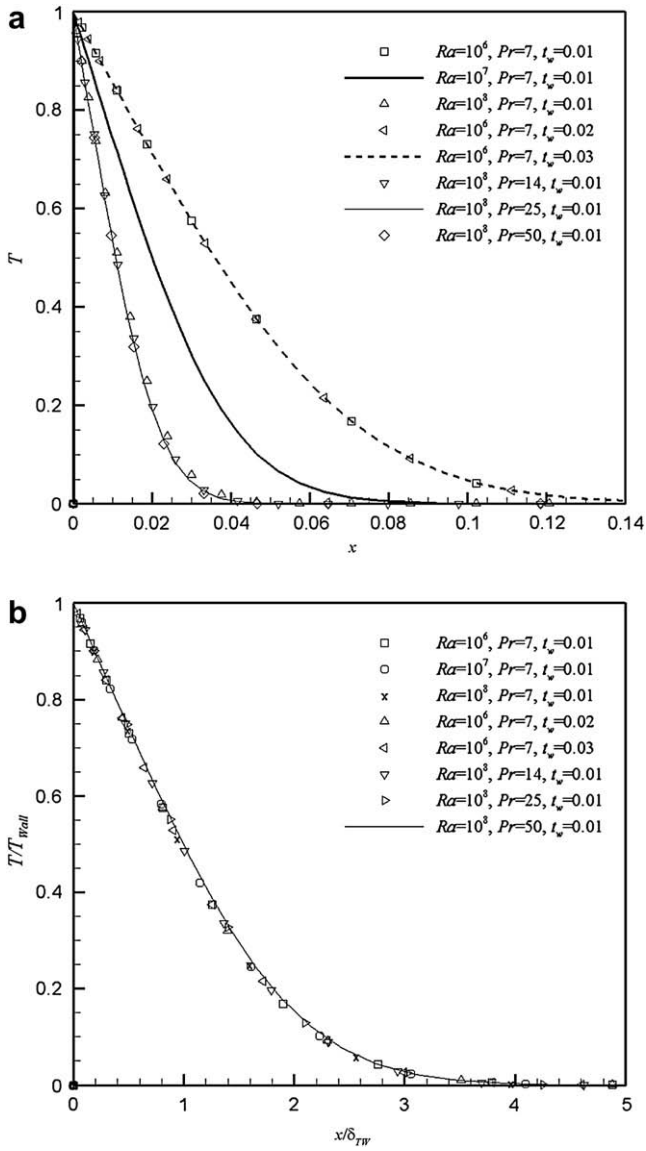 a
1
0.8
0.6
0.4
0.2
0
T
0
0.02
0.04
0.06
0.08
0.1
0.12
0.14
x
Ra=10⁶, Pr=7, t_w=0.01
Ra=10⁷, Pr=7, t_w=0.01
Ra=10⁸, Pr=7, t_w=0.01
Ra=10⁶, Pr=7, t_w=0.02
Ra=10⁶, Pr=7, t_w=0.03
Ra=10⁸, Pr=14, t_w=0.01
Ra=10⁸, Pr=25, t_w=0.01
Ra=10⁸, Pr=50, t_w=0.01
b
1
0.8
0.6
0.4
0.2
0
T/T_Wall
0
1
2
3
4
5
x/δ_TW
Ra=10⁶, Pr=7, t_w=0.01
Ra=10⁷, Pr=7, t_w=0.01
Ra=10⁸, Pr=7, t_w=0.01
Ra=10⁶, Pr=7, t_w=0.02
Ra=10⁶, Pr=7, t_w=0.03
Ra=10⁸, Pr=14, t_w=0.01
Ra=10⁸, Pr=25, t_w=0.01
Ra=10⁸, Pr=50, t_w=0.01